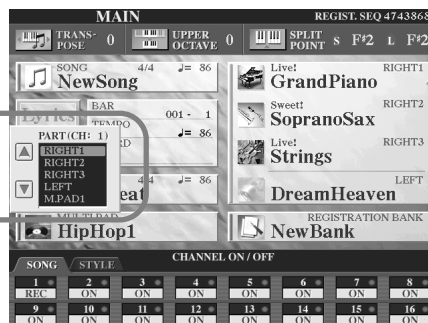 MAIN
REGIST. SEQ 4743868
TRANS-
POSE 0
UPPER
OCTAVE 0
SPLIT
POINT S F#2 L F#2
SONG 4/4 ♩= 86
NewSong
Lyrics
BAR 001 - 1
TEMPO ♩= 86
PART(CH: 1)
RIGHT1
RIGHT2
RIGHT3
LEFT
M.PAD1
4/4 ♩= 86
HipHop1
Live! RIGHT1
GrandPiano
Sweet! RIGHT2
SopranoSax
Live! RIGHT3
Strings
LEFT
DreamHeaven
REGISTRATION BANK
NewBank
SONG STYLE CHANNEL ON / OFF
1 2 3 4 5 6 7 8
REC ON ON ON ON ON ON ON
9 10 11 12 13 14 15 16
ON ON ON ON ON ON ON ON